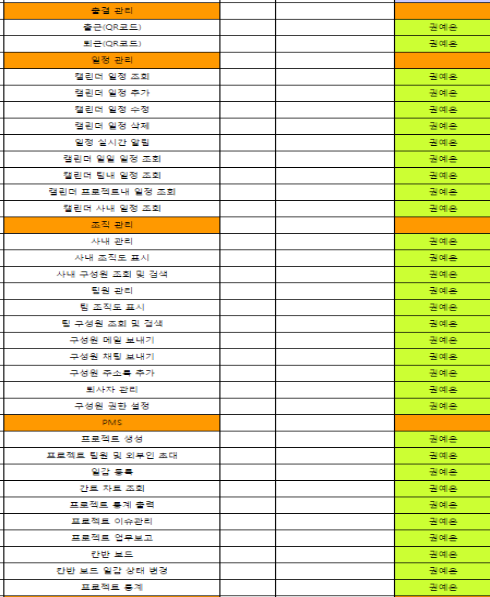 출결 관리
출근(QR코드) 권예은
퇴근(QR코드) 권예은
일정 관리
캘린더 일정 조회 권예은
캘린더 일정 추가 권예은
캘린더 일정 수정 권예은
캘린더 일정 삭제 권예은
일정 실시간 알림 권예은
캘린더 일일 일정 조회 권예은
캘린더 팀내 일정 조회 권예은
캘린더 프로젝트내 일정 조회 권예은
캘린더 사내 일정 조회 권예은
조직 관리
사내 관리 권예은
사내 조직도 표시 권예은
사내 구성원 조회 및 검색 권예은
팀원 관리 권예은
팀 조직도 표시 권예은
팀 구성원 조회 및 검색 권예은
구성원 메일 보내기 권예은
구성원 채팅 보내기 권예은
구성원 주소록 추가 권예은
퇴사자 관리 권예은
구성원 권한 설정 권예은
PMS
프로젝트 생성 권예은
프로젝트 팀원 및 외부인 초대 권예은
일감 등록 권예은
간트 차트 조회 권예은
프로젝트 통계 출력 권예은
프로젝트 이슈관리 권예은
프로젝트 업무보고 권예은
칸반 보드 권예은
칸반 보드 일감 상태 변경 권예은
프로젝트 통계 권예은